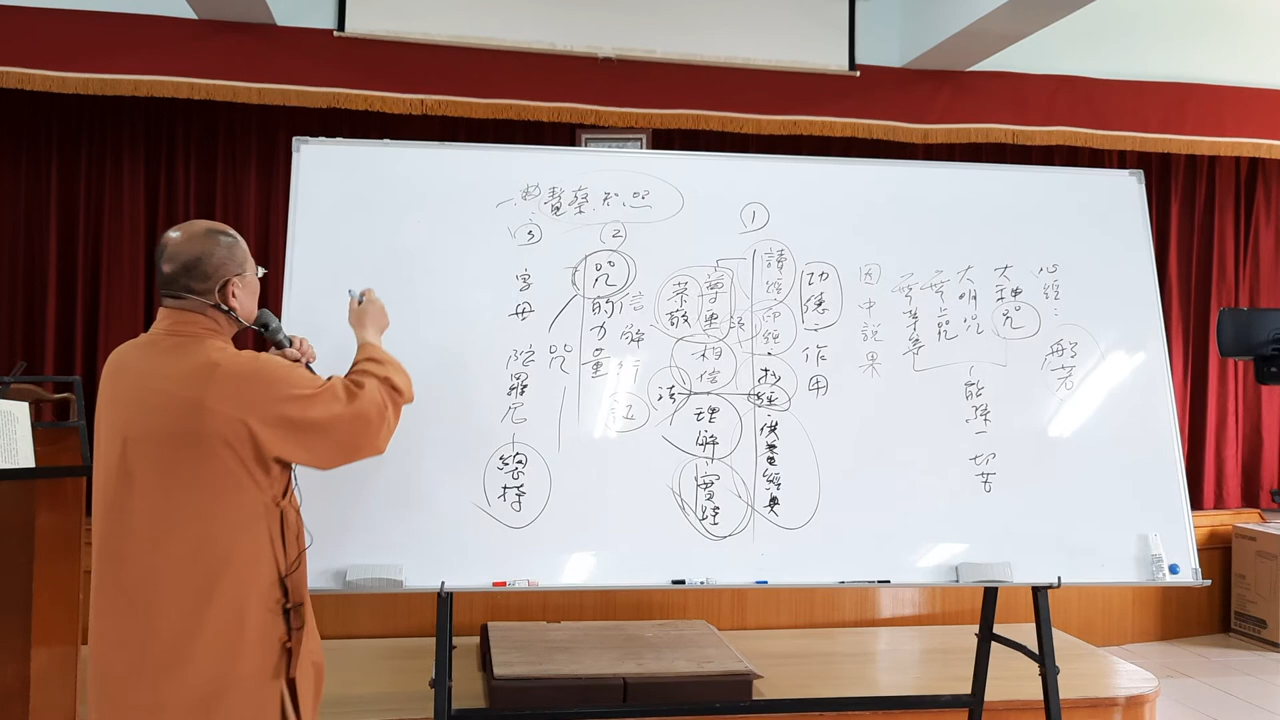 心經:
般若
大神咒
大明咒
無上咒
無等等
能除一切苦
因中說果
功德:作用
①
讀經.印經.抄經.供養經典
尊重 相信 理解 實踐
恭敬
②
咒的力量
信解行証
咒
③
字母 陀羅尼 總持